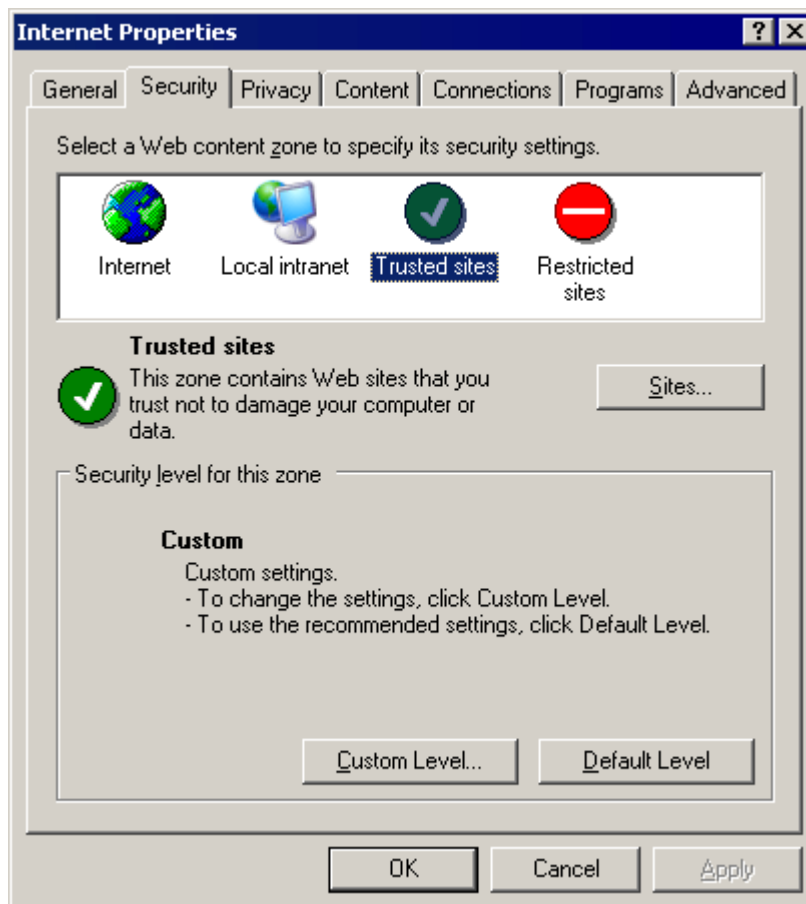 Internet Properties
General Security Privacy Content Connections Programs Advanced
Select a Web content zone to specify its security settings.
Internet Local intranet Trusted sites Restricted
sites
Trusted sites
This zone contains Web sites that you
trust not to damage your computer or
data.
Sites...
Security level for this zone
Custom
Custom settings.
- To change the settings, click Custom Level.
- To use the recommended settings, click Default Level.
Custom Level... Default Level
OK Cancel Apply